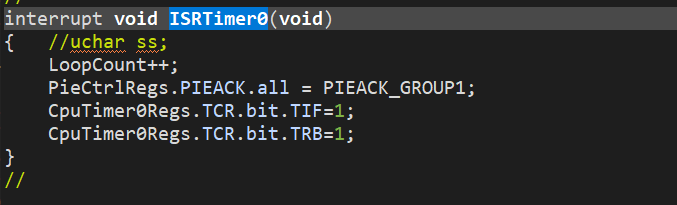 //
interrupt void ISRTimer0(void)
{   //uchar ss;
    LoopCount++;
    PieCtrlRegs.PIEACK.all = PIEACK_GROUP1;
    CpuTimer0Regs.TCR.bit.TIF=1;
    CpuTimer0Regs.TCR.bit.TRB=1;
}
//